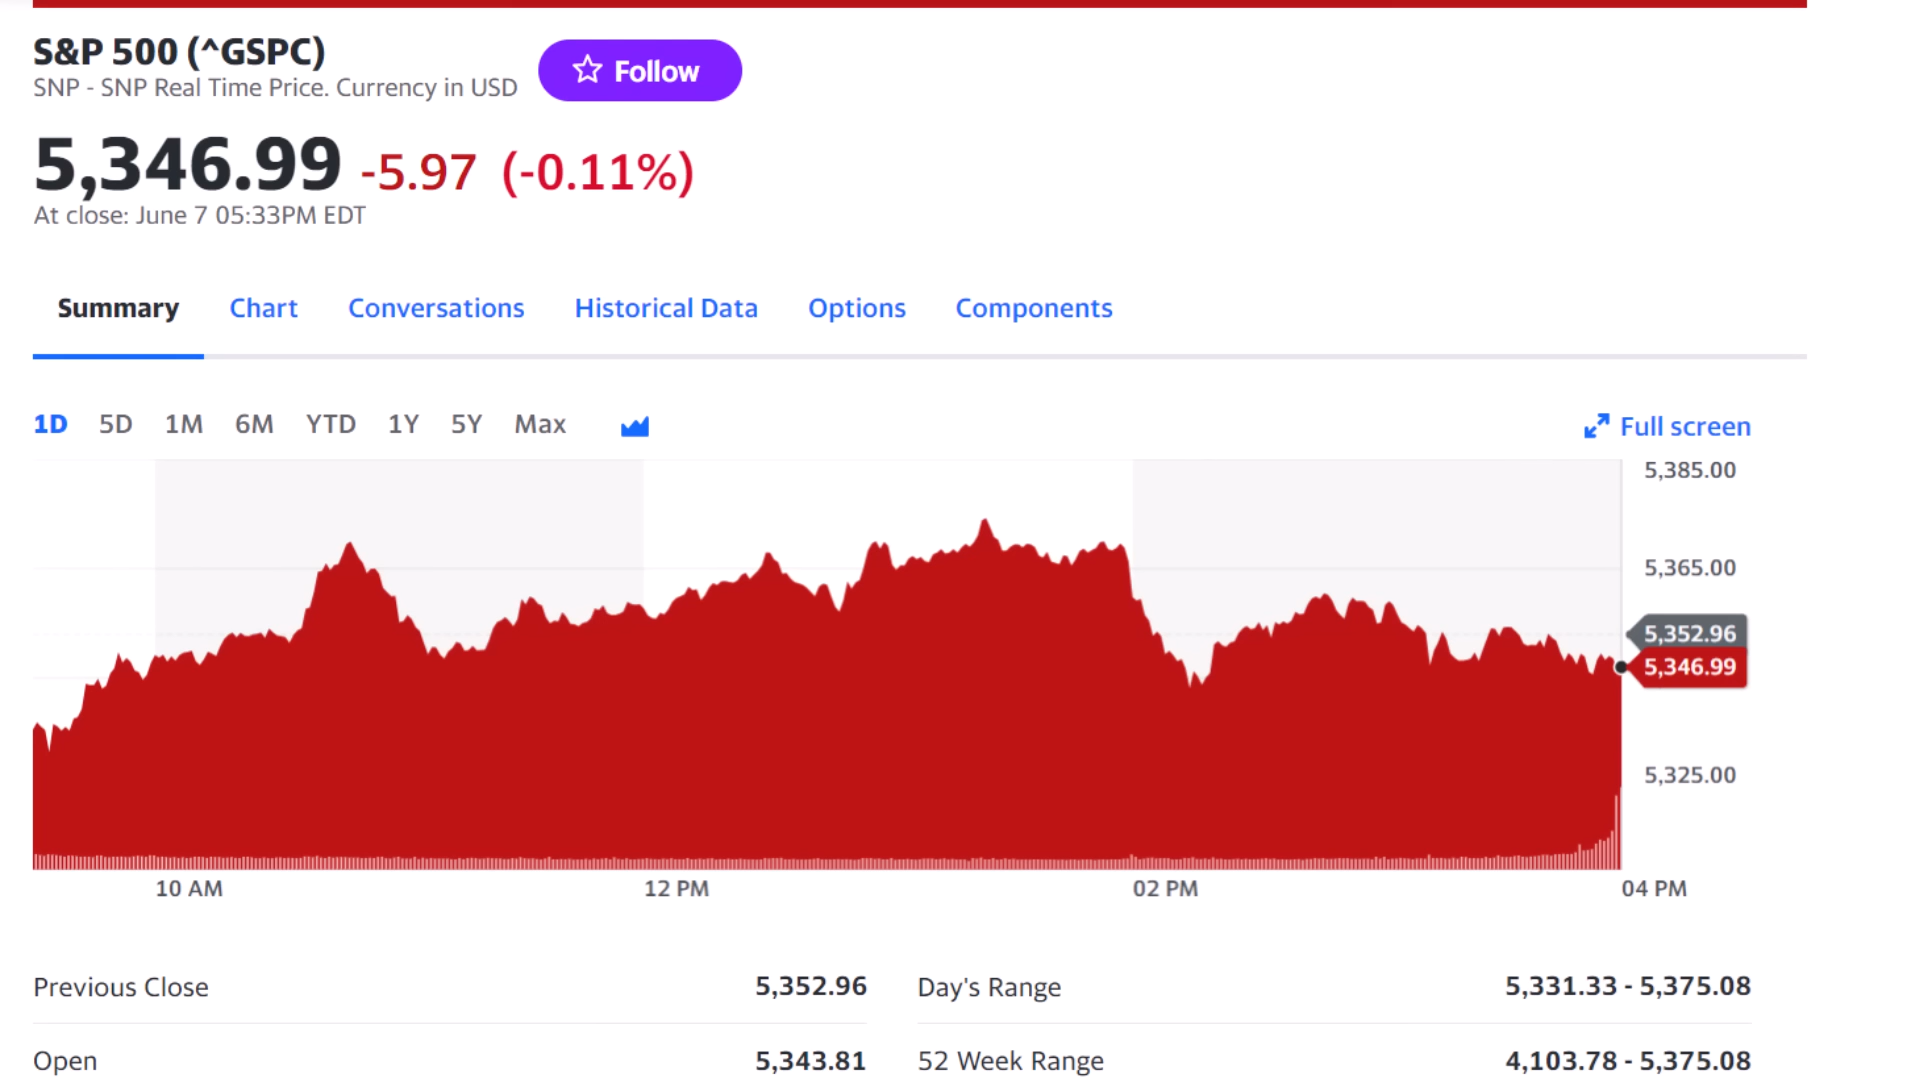 S&P 500 (^GSPC)
SNP - SNP Real Time Price. Currency in USD
Follow
5,346.99 -5.97 (-0.11%)
At close: June 7 05:33PM EDT
Summary Chart Conversations Historical Data Options Components
1D 5D 1M 6M YTD 1Y 5Y Max Full screen
5,385.00
5,365.00
5,352.96
5,346.99
5,325.00
10 AM 12 PM 02 PM 04 PM
Previous Close 5,352.96 Day's Range 5,331.33 - 5,375.08
Open 5,343.81 52 Week Range 4,103.78 - 5,375.08